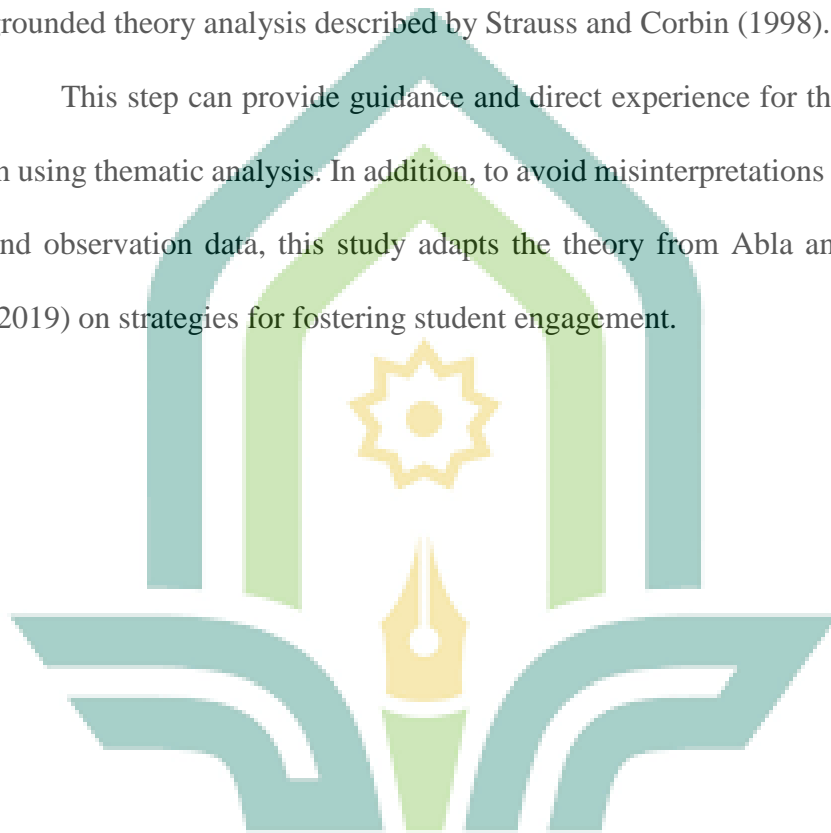 rounded theory analysis described by Strauss and Corbin (1998).
This step can provide guidance and direct experience for th
using thematic analysis. In addition, to avoid misinterpretations
nd observation data, this study adapts the theory from Abla an
2019) on strategies for fostering student engagement.